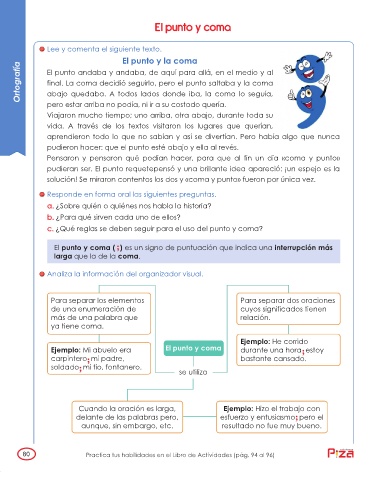 El punto y coma
Ortografía
Lee y comenta el siguiente texto.
El punto y la coma
El punto andaba y andaba, de aquí para allá, en el medio y al
final. La coma decidió seguirlo, pero el punto saltaba y la coma
abajo quedaba. A todos lados donde iba, la coma lo seguía,
pero estar arriba no podía, ni ir a su costado quería.
Viajaron mucho tiempo: uno arriba, otra abajo, durante toda su
vida. A través de los textos visitaron los lugares que querían,
aprendieron todo lo que no sabían y así se divertían. Pero había algo que nunca
pudieron hacer: que el punto esté abajo y ella al revés.
Pensaron y pensaron qué podían hacer, para que al fin un día «coma y punto»
pudieran ser. El punto requetepensó y una brillante idea apareció: ¡un espejo es la
solución! Se miraron contentos los dos y «coma y punto» fueron por única vez.
Responde en forma oral las siguientes preguntas.
a. ¿Sobre quién o quiénes nos habla la historia?
b. ¿Para qué sirven cada uno de ellos?
c. ¿Qué reglas se deben seguir para el uso del punto y coma?
El punto y coma (;) es un signo de puntuación que indica una interrupción más
larga que la de la coma.
Analiza la información del organizador visual.
Para separar los elementos
de una enumeración de
más de una palabra que
ya tiene coma.
Ejemplo: Mi abuelo era
carpintero; mi padre,
soldado; mi tío, fontanero.
Para separar dos oraciones
cuyos significados tienen
relación.
Ejemplo: He corrido
durante una hora; estoy
bastante cansado.
El punto y coma
se utiliza
Cuando la oración es larga,
delante de las palabras pero,
aunque, sin embargo, etc.
Ejemplo: Hizo el trabajo con
esfuerzo y entusiasmo; pero el
resultado no fue muy bueno.
80
Practica tus habilidades en el Libro de Actividades (pág. 94 al 96)